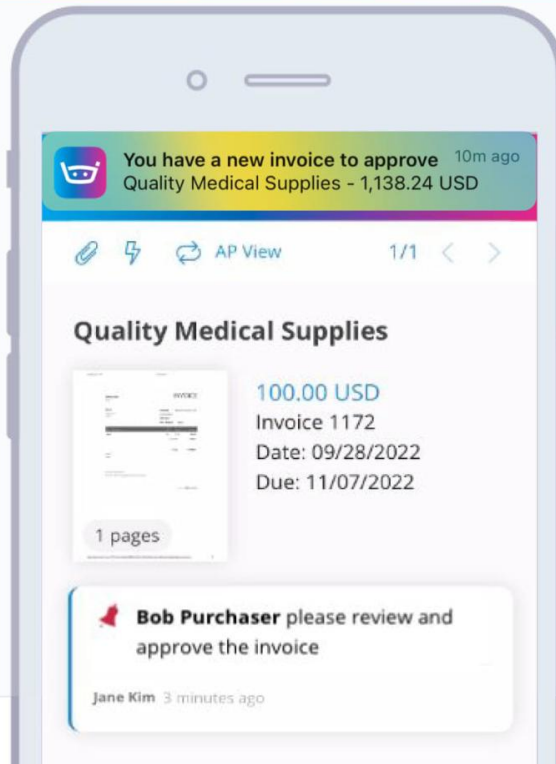 You have a new invoice to approve 10m ago
Quality Medical Supplies - 1,138.24 USD
AP View 1/1
Quality Medical Supplies
INVOICE
100.00 USD
Invoice 1172
Date: 09/28/2022
Due: 11/07/2022
1 pages
Bob Purchaser please review and
approve the invoice
Jane Kim 3 minutes ago